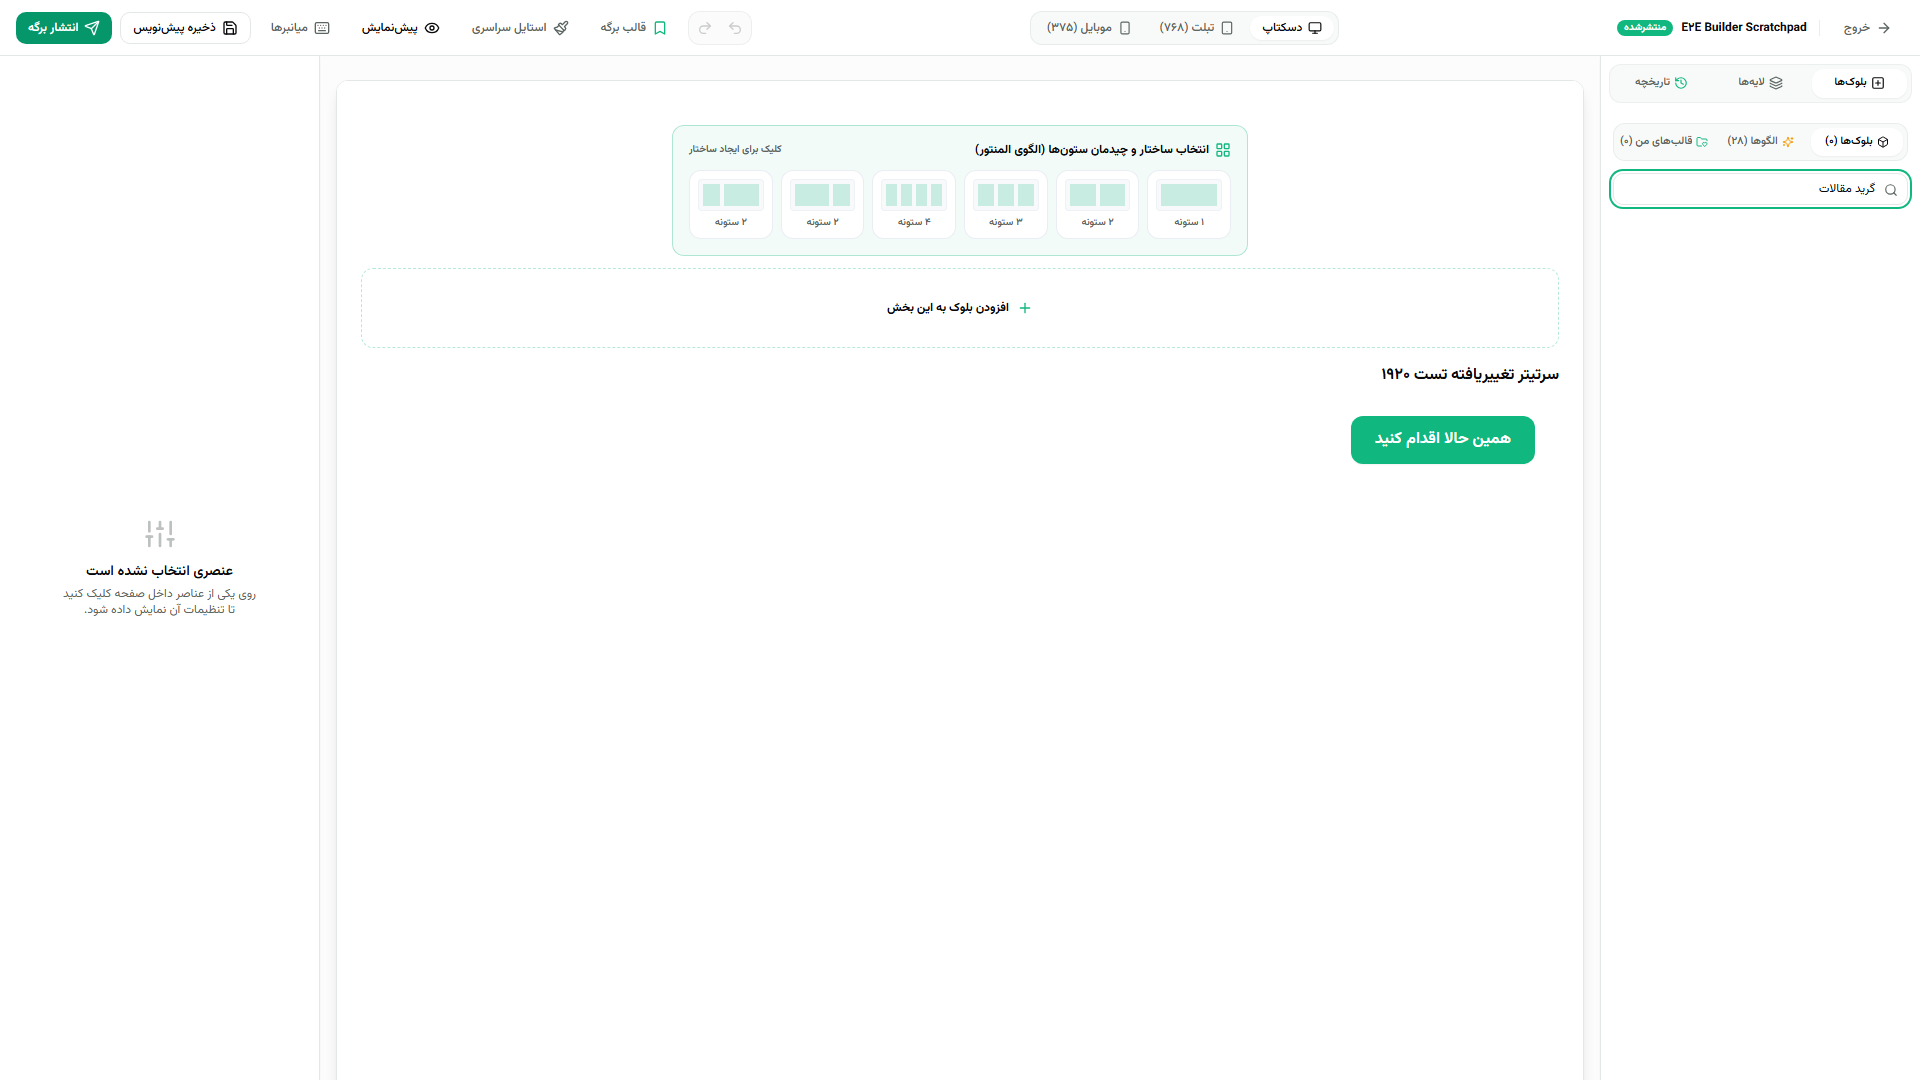 خروج
E۲E Builder Scratchpad
منتشرشده
دسکتاپ
تبلت (۷۶۸)
موبایل (۳۷۵)
قالب برگه
استایل سراسری
پیش‌نمایش
میانبرها
ذخیره پیش‌نویس
انتشار برگه
بلوک‌ها
لایه‌ها
تاریخچه
بلوک‌ها (۰)
الگوها (۲۸)
قالب‌های من (۰)
گرید مقالات
انتخاب ساختار و چیدمان ستون‌ها (الگوی المنتور)
کلیک برای ایجاد ساختار
۱ ستونه
۲ ستونه
۳ ستونه
۴ ستونه
۲ ستونه
۲ ستونه
افزودن بلوک به این بخش
سرتیتر تغییریافته تست ۱۹۲۰
همین حالا اقدام کنید
عنصری انتخاب نشده است
روی یکی از عناصر داخل صفحه کلیک کنید
تا تنظیمات آن نمایش داده شود.